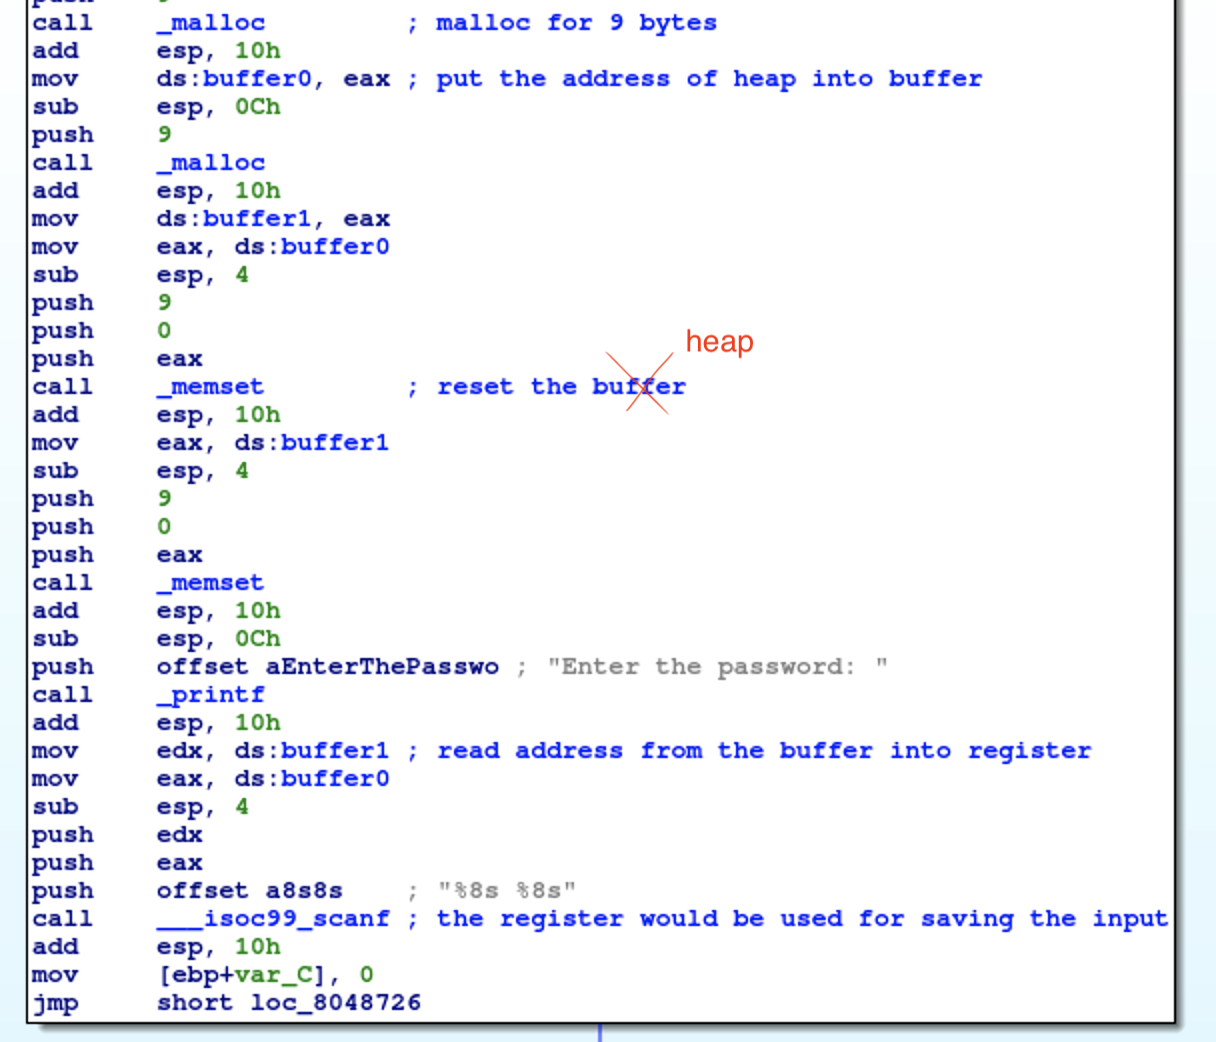 push 9
call _malloc ; malloc for 9 bytes
add esp, 10h
mov ds:buffer0, eax ; put the address of heap into buffer
sub esp, 0Ch
push 9
call _malloc
add esp, 10h
mov ds:buffer1, eax
mov eax, ds:buffer0
sub esp, 4
push 9
push 0
heap
push eax
call _memset ; reset the buffer
add esp, 10h
mov eax, ds:buffer1
sub esp, 4
push 9
push 0
push eax
call _memset
add esp, 10h
sub esp, 0Ch
push offset aEnterThePasswo ; "Enter the password: "
call _printf
add esp, 10h
mov edx, ds:buffer1 ; read address from the buffer into register
mov eax, ds:buffer0
sub esp, 4
push edx
push eax
push offset a8s8s ; "%8s %8s"
call ___isoc99_scanf ; the register would be used for saving the input
add esp, 10h
mov [ebp+var_C], 0
jmp short loc_8048726